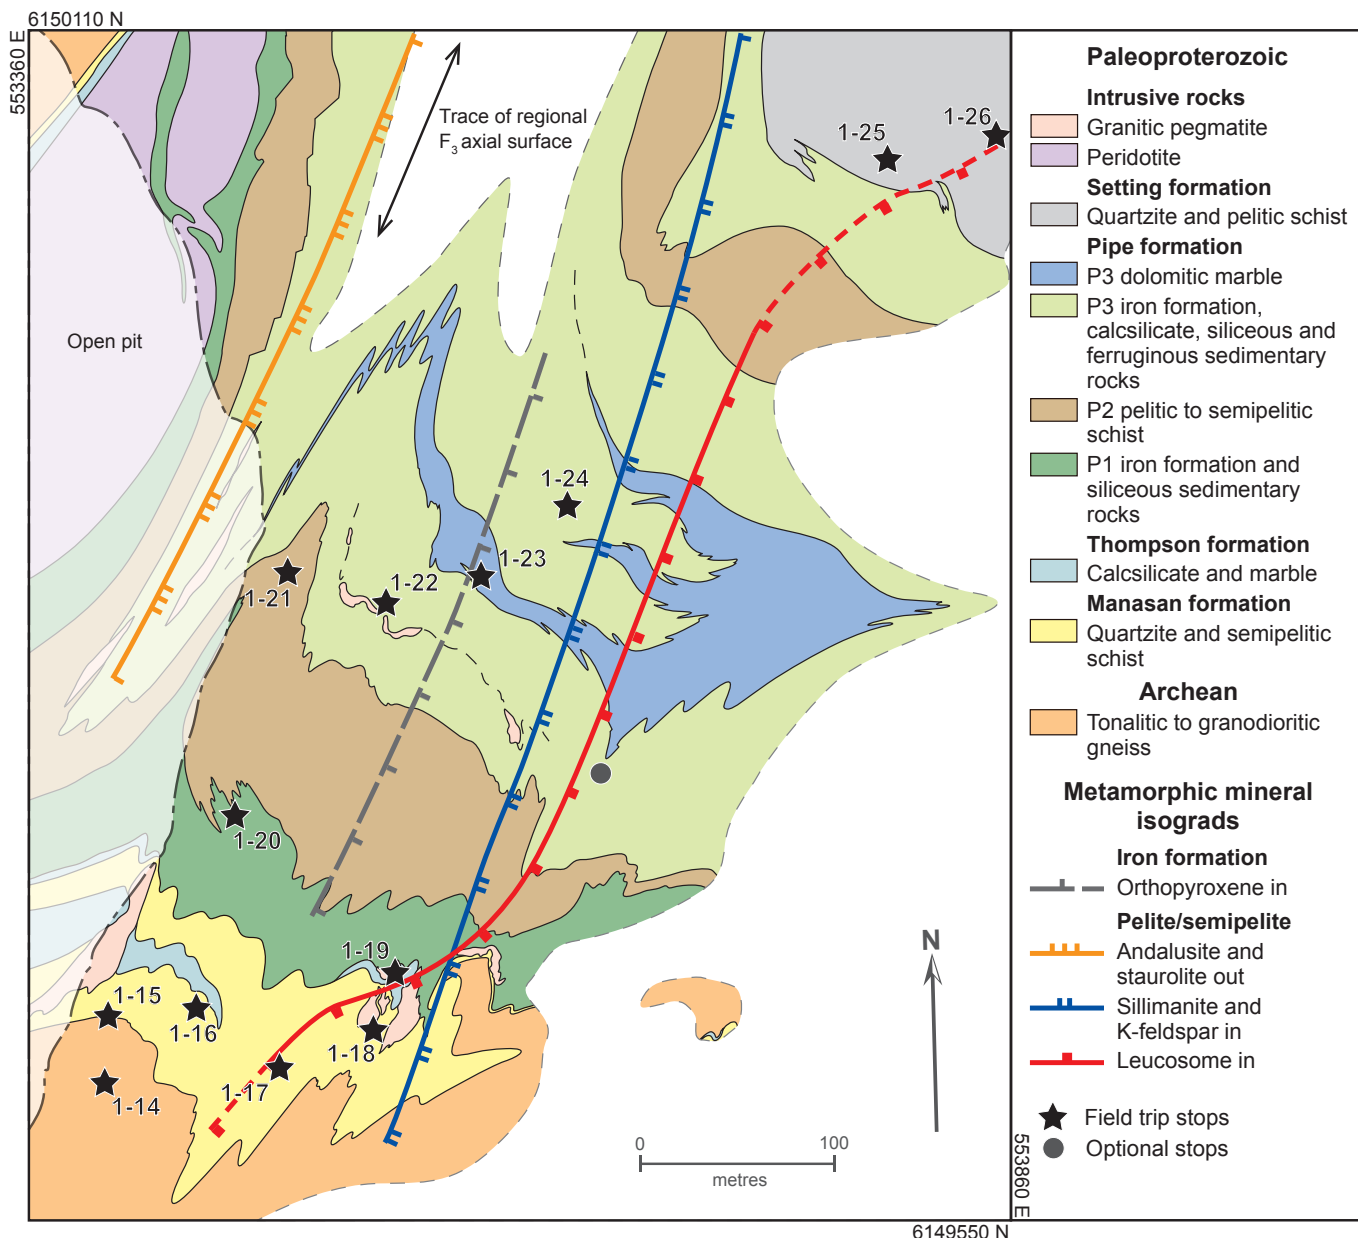 6150110 N
553360 E
Trace of regional
F3 axial surface
Open pit
1-25
1-26
1-24
1-23
1-21
1-22
1-20
1-19
1-15
1-16
1-18
1-17
1-14
N
0 100
metres
553860 E
6149550 N
Paleoproterozoic
Intrusive rocks
Granitic pegmatite
Peridotite
Setting formation
Quartzite and pelitic schist
Pipe formation
P3 dolomitic marble
P3 iron formation,
calcsilicate, siliceous and
ferruginous sedimentary
rocks
P2 pelitic to semipelitic
schist
P1 iron formation and
siliceous sedimentary
rocks
Thompson formation
Calcsilicate and marble
Manasan formation
Quartzite and semipelitic
schist
Archean
Tonalitic to granodioritic
gneiss
Metamorphic mineral
isograds
Iron formation
Orthopyroxene in
Pelite/semipelite
Andalusite and
staurolite out
Sillimanite and
K-feldspar in
Leucosome in
Field trip stops
Optional stops